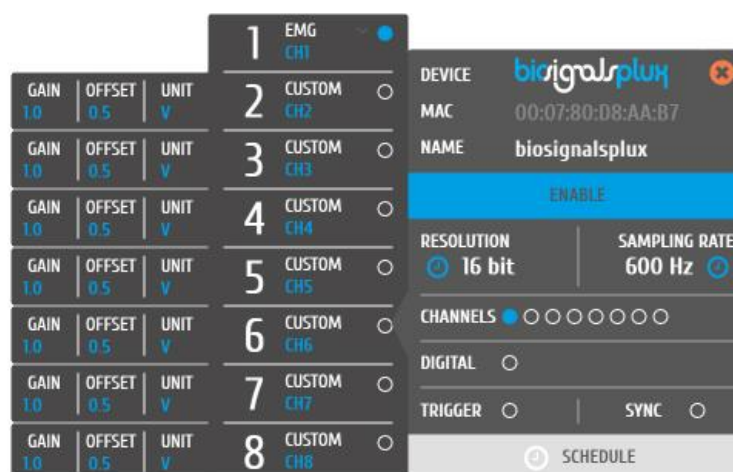 1 EMG
CH1
GAIN OFFSET UNIT 2 CUSTOM
1.0 0.5 V CH2
GAIN OFFSET UNIT 3 CUSTOM
1.0 0.5 V CH3
GAIN OFFSET UNIT 4 CUSTOM
1.0 0.5 V CH4
GAIN OFFSET UNIT 5 CUSTOM
1.0 0.5 V CH5
GAIN OFFSET UNIT 6 CUSTOM
1.0 0.5 V CH6
GAIN OFFSET UNIT 7 CUSTOM
1.0 0.5 V CH7
GAIN OFFSET UNIT 8 CUSTOM
1.0 0.5 V CH8
DEVICE biosignalsplux
MAC 00:07:80:D8:AA:B7
NAME biosignalsplux
ENABLE
RESOLUTION SAMPLING RATE
16 bit 600 Hz
CHANNELS
DIGITAL
TRIGGER SYNC
SCHEDULE